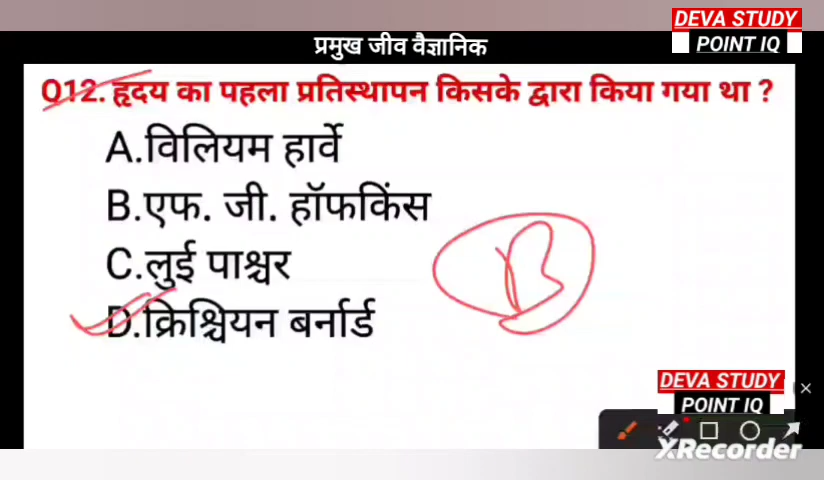 DEVA STUDY
POINT IQ
प्रमुख जीव वैज्ञानिक
Q12. हृदय का पहला प्रतिस्थापन किसके द्वारा किया गया था ?
A.विलियम हार्वे
B.एफ. जी. हॉफकिंस
C.लुई पाश्चर
D.क्रिश्चियन बर्नार्ड
B
DEVA STUDY
POINT IQ
XRecorder